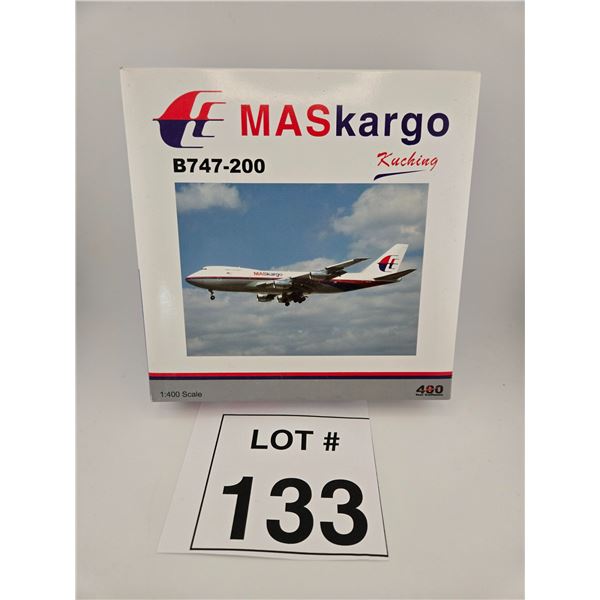 MASkargo
B747-200
Kuching
MASkargo
1:400 Scale
400
LOT #
133